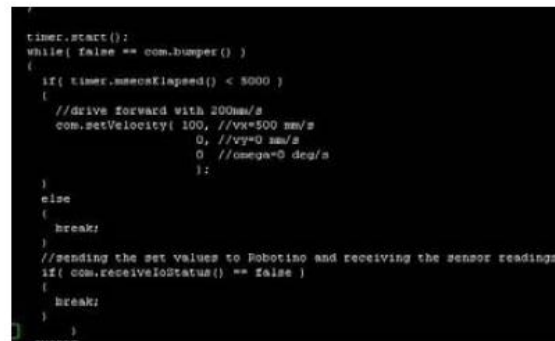 }
timer.start();
while( false == com.bumper() )
{
if( timer.msecsElapsed() < 5000 )
{
//drive forward with 200mm/s
com.setVelocity( 100, //vx=500 mm/s
0, //vy=0 mm/s
0 //omega=0 deg/s
);
}
else
{
break;
}
//sending the set values to Robotino and receiving the sensor readings
if( com.receiveIoStatus() == false )
{
break;
}
}